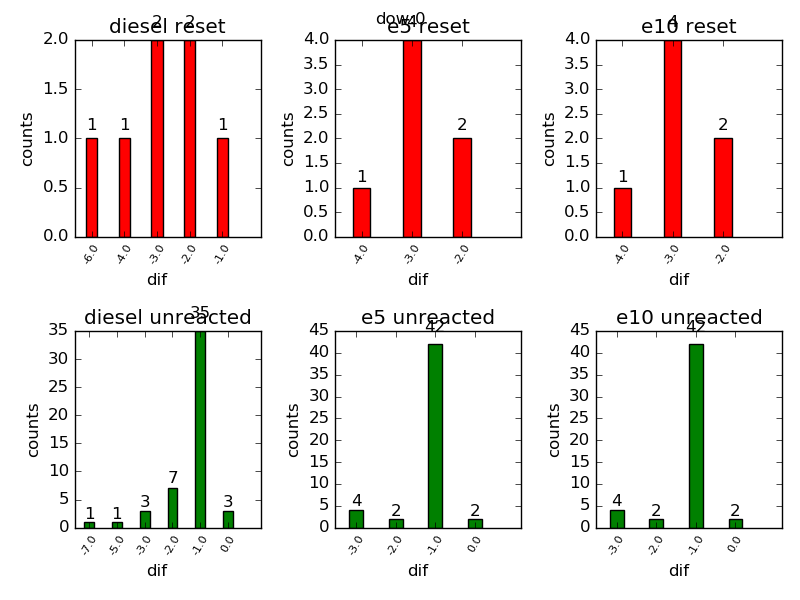 dow 0
diesel reset
e5 reset
e10 reset
2 2
4
4
2.0
1.5
1.0
0.5
0.0
counts
1 1 1
-6.0 -4.0 -3.0 -2.0 -1.0
dif
4.0
3.5
3.0
2.5
2.0
1.5
1.0
0.5
0.0
counts
1 2
-4.0 -3.0 -2.0
dif
4.0
3.5
3.0
2.5
2.0
1.5
1.0
0.5
0.0
counts
1 2
-4.0 -3.0 -2.0
dif
diesel unreacted
35
35
30
25
20
15
10
5
0
counts
1 1 3 7 3
-7.0 -5.0 -3.0 -2.0 -1.0 0.0
dif
e5 unreacted
42
45
40
35
30
25
20
15
10
5
0
counts
4 2 2
-3.0 -2.0 -1.0 0.0
dif
e10 unreacted
42
45
40
35
30
25
20
15
10
5
0
counts
4 2 2
-3.0 -2.0 -1.0 0.0
dif